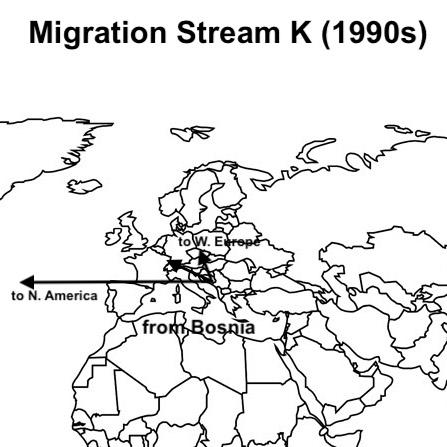 Migration Stream K (1990s)
to W. Europe
to N. America
from Bosnia